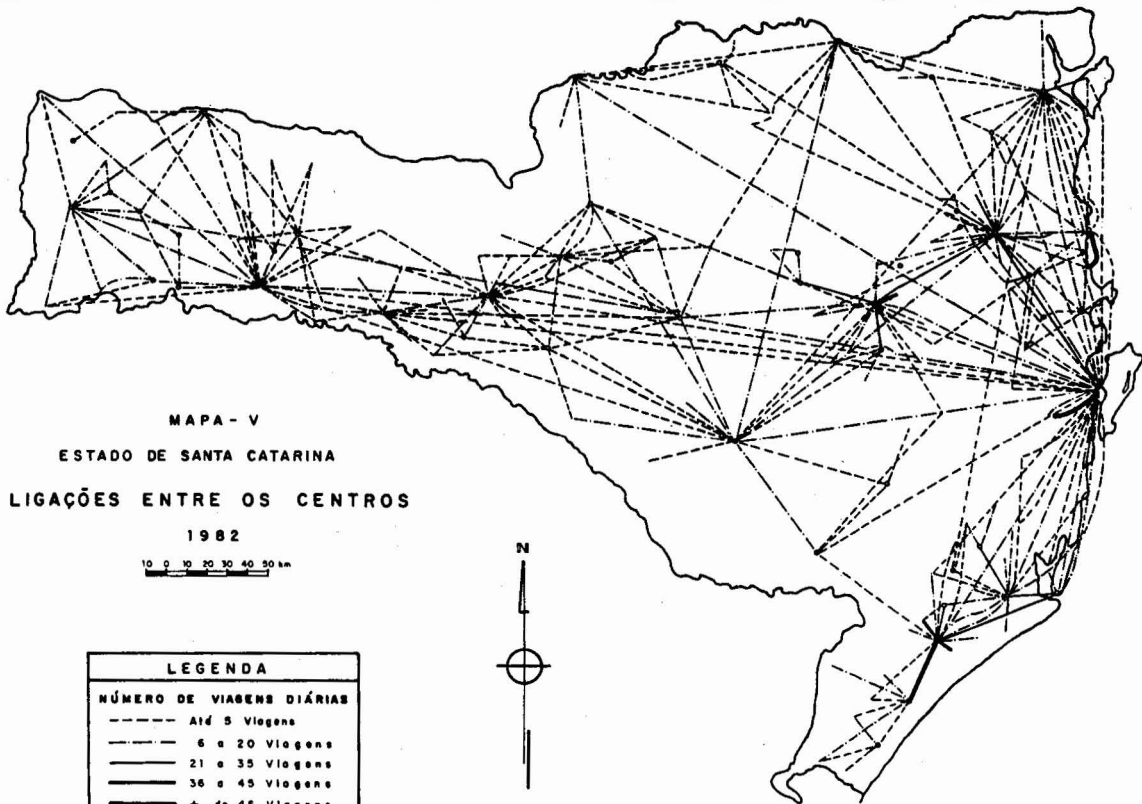 MAPA - V
ESTADO DE SANTA CATARINA
LIGAÇÕES ENTRE OS CENTROS
1982
10 0 10 20 30 40 50 km
N
LEGENDA
NÚMERO DE VIAGENS DIÁRIAS
Até 5 Viagens
6 a 20 Viagens
21 a 35 Viagens
36 a 45 Viagens